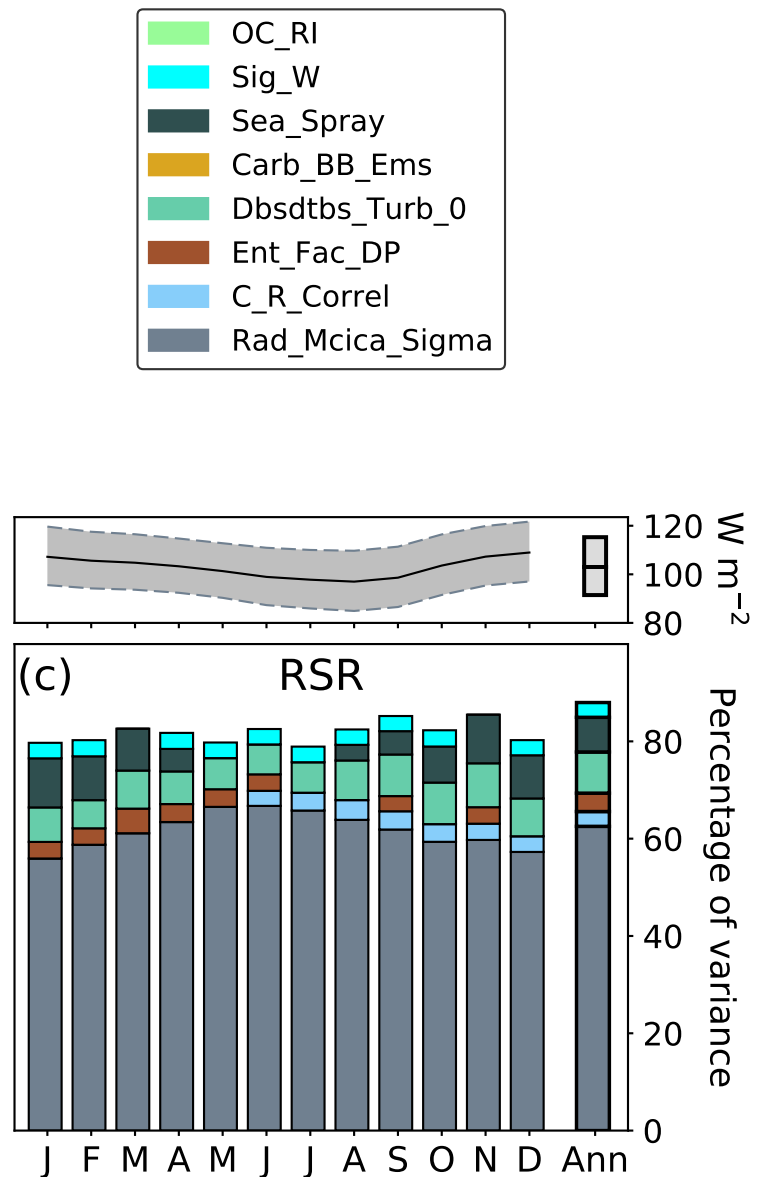 OC_RI
Sig_W
Sea_Spray
Carb_BB_Ems
Dbsdtbs_Turb_0
Ent_Fac_DP
C_R_Correl
Rad_Mcica_Sigma
120
100
80
W m⁻²
(c) RSR
80
60
40
20
0
Percentage of variance
J F M A M J J A S O N D Ann